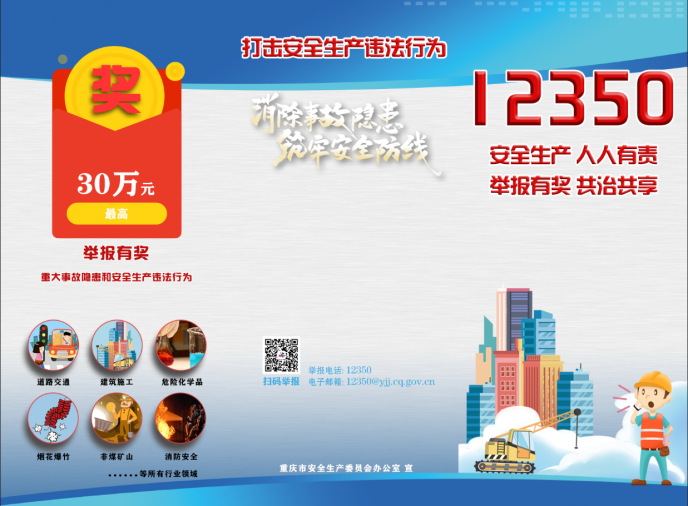 奖
30万元
最高
举报有奖
重大事故隐患和安全生产违法行为
道路交通
建筑施工
危险化学品
烟花爆竹
非煤矿山
消防安全
......等所有行业领域
打击安全生产违法行为
消除事故隐患
筑牢安全防线
扫码举报
举报电话: 12350
电子邮箱: 12350@yjj.cq.gov.cn
重庆市安全生产委员会办公室 宣
12350
安全生产 人人有责
举报有奖 共治共享